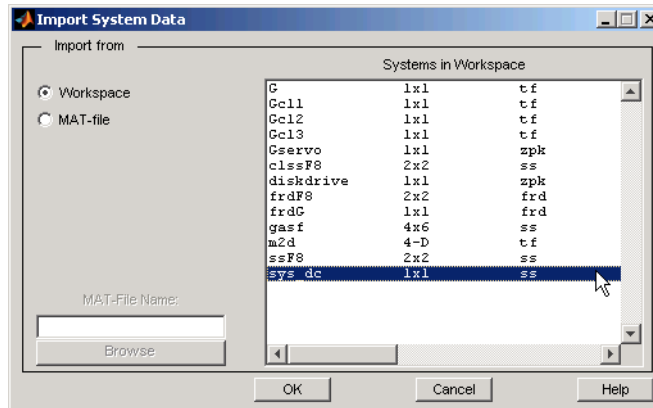 Import System Data
Import from
Systems in Workspace
Workspace
MAT-file
G 1x1 tf
Gcl1 1x1 tf
Gcl2 1x1 tf
Gcl3 1x1 tf
Gservo 1x1 zpk
clssF8 2x2 ss
diskdrive 1x1 zpk
frdF8 2x2 frd
frdG 1x1 frd
gasf 4x6 ss
m2d 4-D tf
ssF8 2x2 ss
sys_dc 1x1 ss
MAT-File Name:
Browse
OK Cancel Help